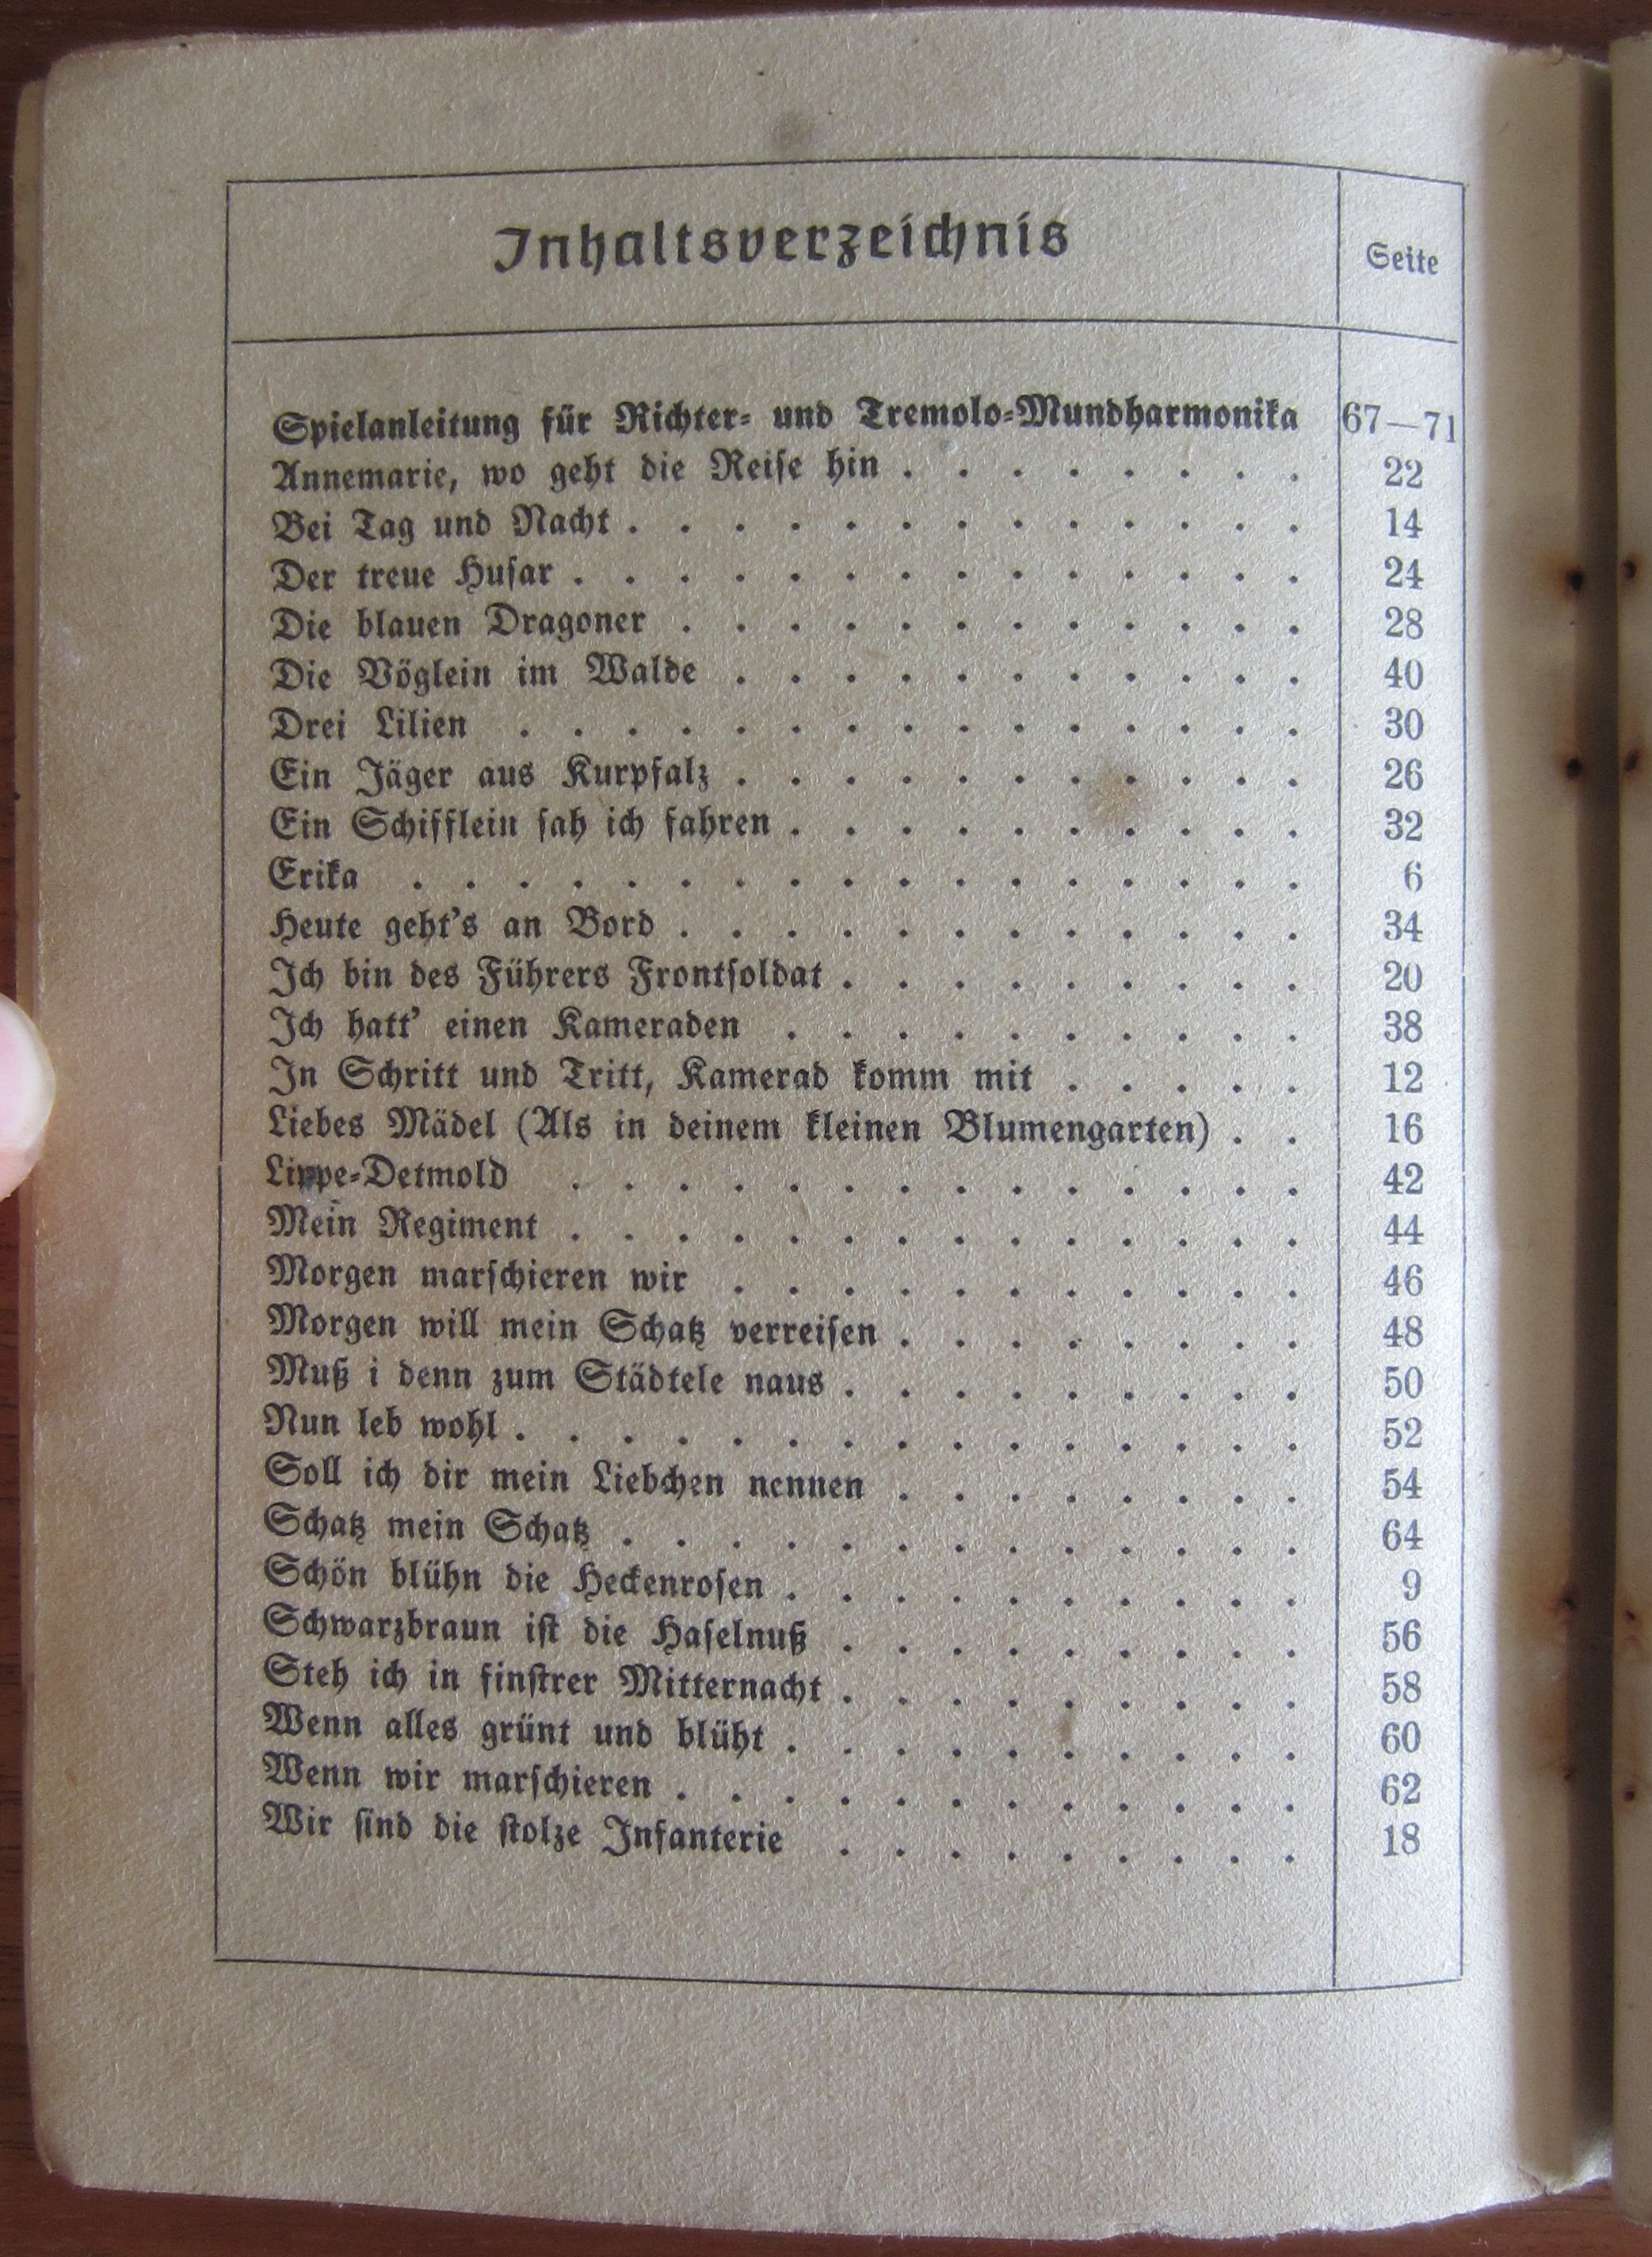 Inhaltsverzeichnis Seite
Spielanleitung für Richter- und Tremolo-Mundharmonika 67—71
Annemarie, wo geht die Reise hin . . . . . . . . 22
Bei Tag und Nacht . . . . . . . . . . . . . 14
Der treue Husar . . . . . . . . . . . . . . 24
Die blauen Dragoner . . . . . . . . . . . . 28
Die Vöglein im Walde . . . . . . . . . . . 40
Drei Lilien . . . . . . . . . . . . . . . 30
Ein Jäger aus Kurpfalz . . . . . . . . . . . 26
Ein Schifflein sah ich fahren . . . . . . . . . . 32
Erika . . . . . . . . . . . . . . . . . 6
Heute geht's an Bord . . . . . . . . . . . . 34
Ich bin des Führers Frontsoldat . . . . . . . . . 20
Ich hatt' einen Kameraden . . . . . . . . . . 38
In Schritt und Tritt, Kamerad komm mit . . . . . 12
Liebes Mädel (Als in deinem kleinen Blumengarten) . . 16
Lippe-Detmold . . . . . . . . . . . . . . 42
Mein Regiment . . . . . . . . . . . . . . 44
Morgen marschieren wir . . . . . . . . . . . 46
Morgen will mein Schatz verreisen . . . . . . . . 48
Muß i denn zum Städtele naus . . . . . . . . . 50
Nun leb wohl . . . . . . . . . . . . . . . 52
Soll ich dir mein Liebchen nennen . . . . . . . . 54
Schatz mein Schatz . . . . . . . . . . . . . 64
Schön blühn die Heckenrosen . . . . . . . . . . 9
Schwarzbraun ist die Haselnuß . . . . . . . . . 56
Steh ich in finstrer Mitternacht . . . . . . . . . 58
Wenn alles grünt und blüht . . . . . . . . . . 60
Wenn wir marschieren . . . . . . . . . . . . 62
Wir sind die stolze Infanterie . . . . . . . . . 18